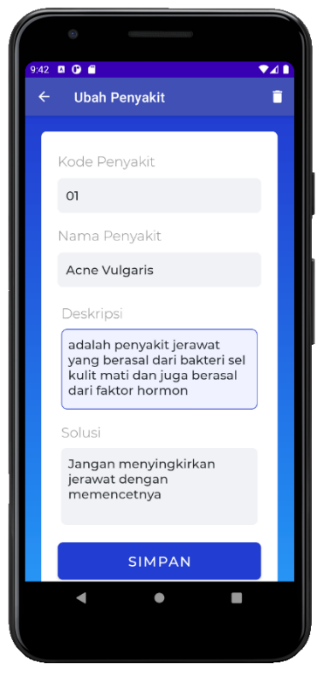 9:42
Ubah Penyakit
Kode Penyakit
01
Nama Penyakit
Acne Vulgaris
Deskripsi
adalah penyakit jerawat
yang berasal dari bakteri sel
kulit mati dan juga berasal
dari faktor hormon
Solusi
Jangan menyingkirkan
jerawat dengan
memencetnya
SIMPAN